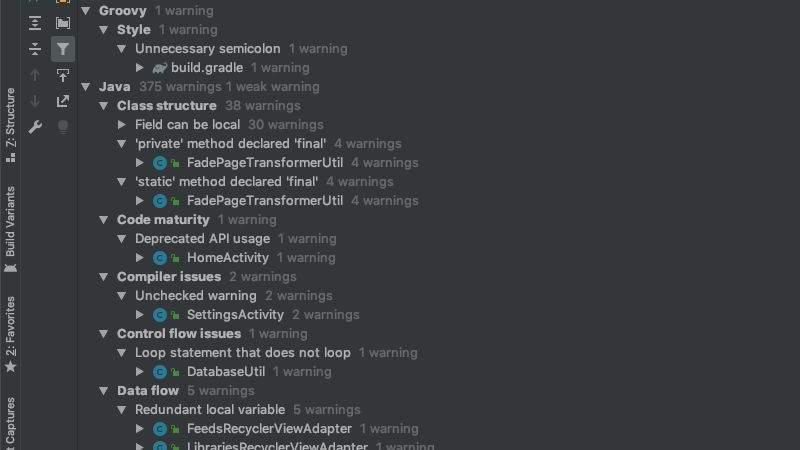 Groovy 1 warning
Style 1 warning
Unnecessary semicolon 1 warning
build.gradle 1 warning
Java 375 warnings 1 weak warning
Class structure 38 warnings
Field can be local 30 warnings
'private' method declared 'final' 4 warnings
FadePageTransformerUtil 4 warnings
'static' method declared 'final' 4 warnings
FadePageTransformerUtil 4 warnings
Code maturity 1 warning
Deprecated API usage 1 warning
HomeActivity 1 warning
Compiler issues 2 warnings
Unchecked warning 2 warnings
SettingsActivity 2 warnings
Control flow issues 1 warning
Loop statement that does not loop 1 warning
DatabaseUtil 1 warning
Data flow 5 warnings
Redundant local variable 5 warnings
FeedsRecyclerViewAdapter 1 warning
LibrariesRecyclerViewAdapter 1 warning
Z: Structure
Build Variants
2: Favorites
Captures